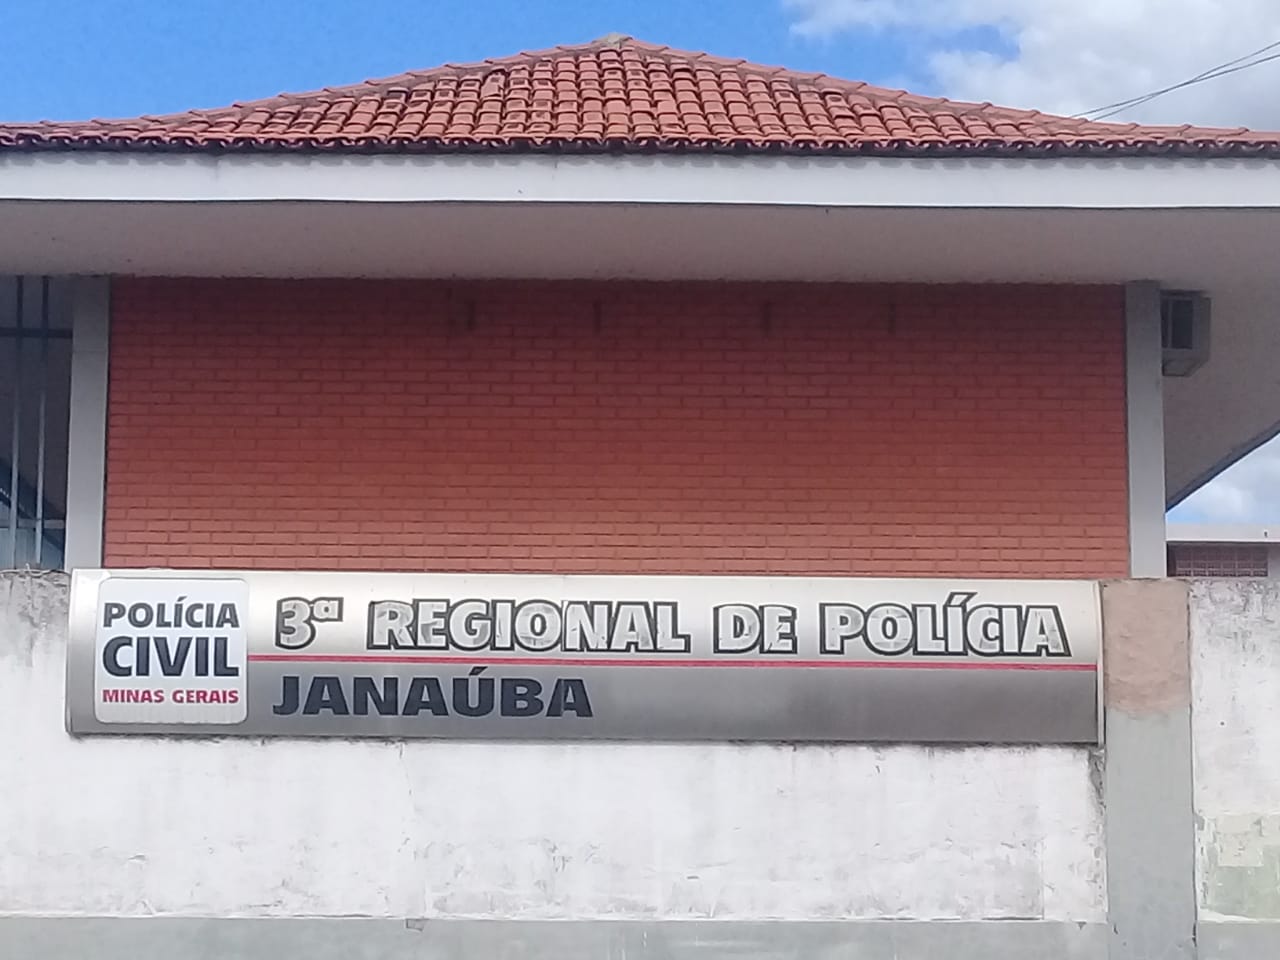 POLÍCIA
CIVIL
MINAS GERAIS
3ª REGIONAL DE POLÍCIA
JANAÚBA